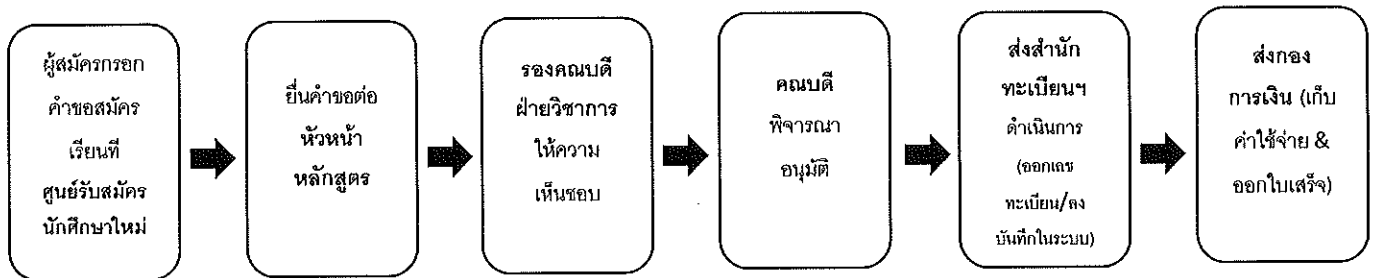 ผู้สมัครกรอก
คำขอสมัคร
เรียนที่
ศูนย์รับสมัคร
นักศึกษาใหม่
ยื่นคำขอต่อ
หัวหน้า
หลักสูตร
รองคณบดี
ฝ่ายวิชาการ
ให้ความ
เห็นชอบ
คณบดี
พิจารณา
อนุมัติ
ส่งสำนัก
ทะเบียนฯ
ดำเนินการ
(ออกเลข
ทะเบียน/ลง
บันทึกในระบบ)
ส่งกอง
การเงิน (เก็บ
ค่าใช้จ่าย &
ออกใบเสร็จ)